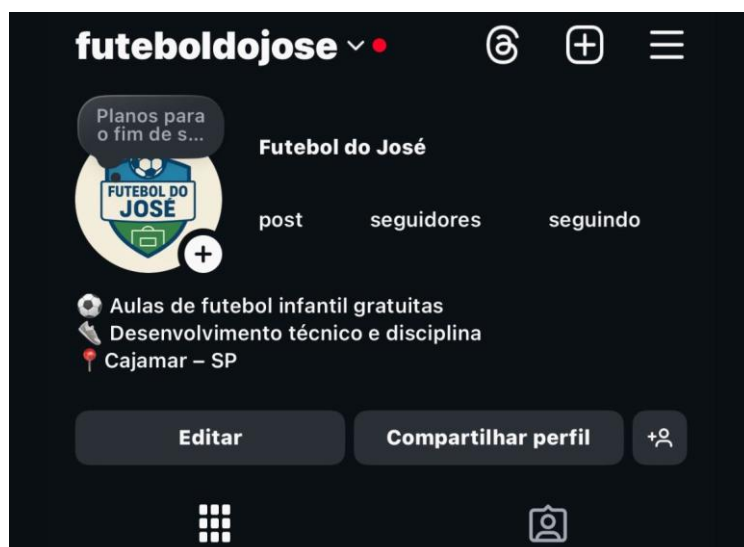 futeboldojose
Planos para
o fim de s...
Futebol do José
FUTEBOL DO
JOSÉ
post seguidores seguindo
⚽ Aulas de futebol infantil gratuitas
👟 Desenvolvimento técnico e disciplina
📍 Cajamar – SP
Editar Compartilhar perfil